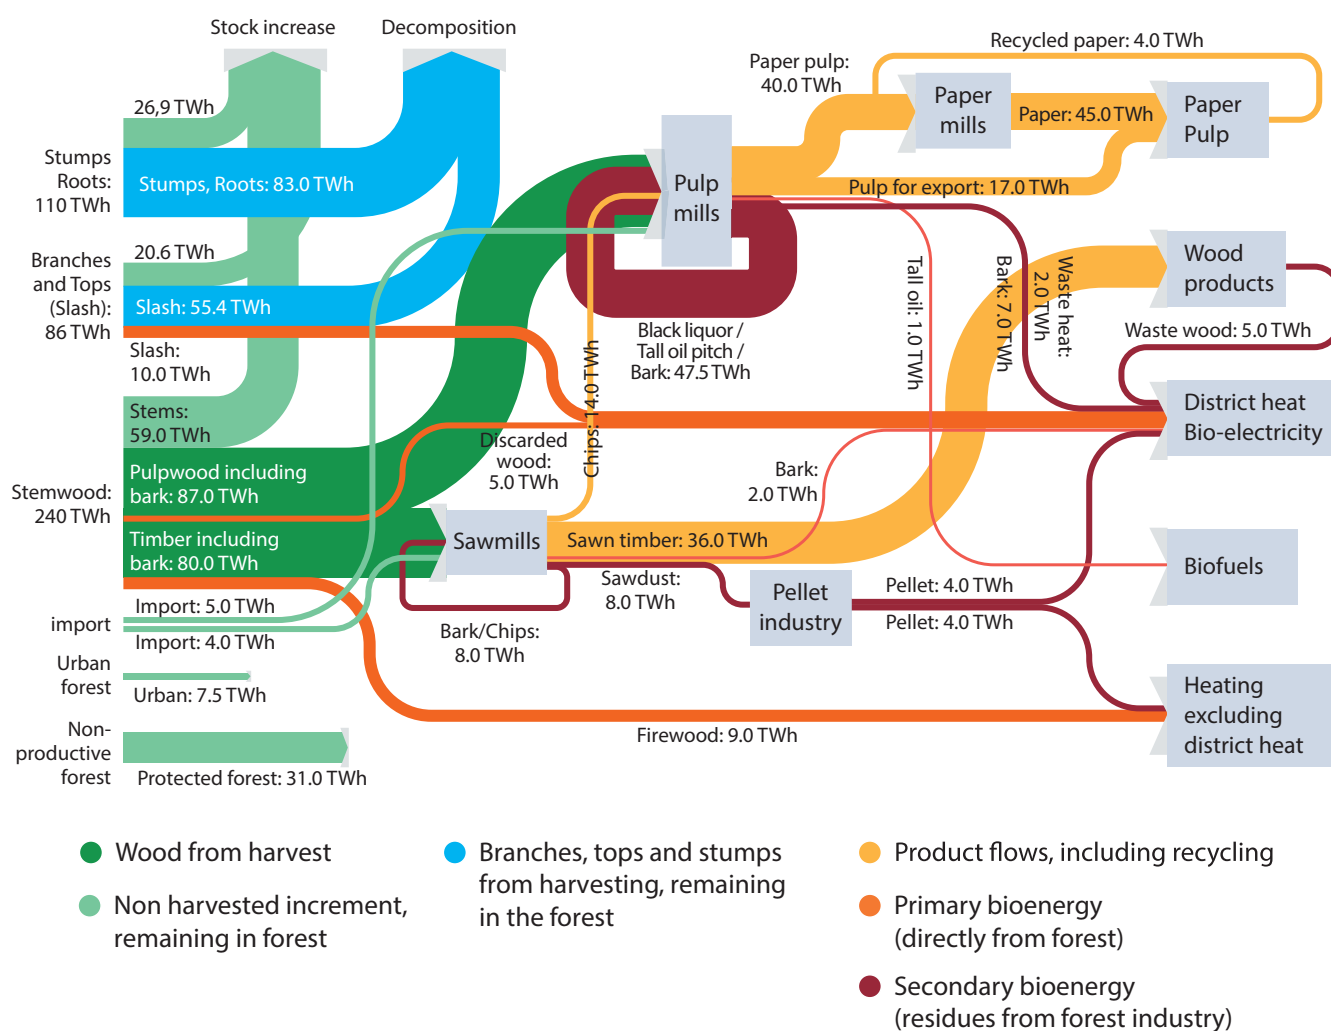 Stock increase
Decomposition
Recycled paper: 4.0 TWh
Paper pulp:
40.0 TWh
26,9 TWh
Paper
mills
Paper: 45.0 TWh
Paper
Pulp
Stumps
Roots:
110 TWh
Stumps, Roots: 83.0 TWh
Pulp
mills
Pulp for export: 17.0 TWh
20.6 TWh
Branches
and Tops
(Slash):
86 TWh
Slash: 55.4 TWh
Slash:
10.0 TWh
Black liquor /
Tall oil pitch /
Bark: 47.5 TWh
Tall oil: 1.0 TWh
Bark: 7.0 TWh
Waste heat:
2.0 TWh
Wood
products
Waste wood: 5.0 TWh
Stems:
59.0 TWh
Chips: 14.0 TWh
District heat
Bio-electricity
Stemwood:
240 TWh
Pulpwood including
bark: 87.0 TWh
Discarded
wood:
5.0 TWh
Bark:
2.0 TWh
Timber including
bark: 80.0 TWh
Sawmills
Sawn timber: 36.0 TWh
Biofuels
Sawdust:
8.0 TWh
Pellet
industry
Pellet: 4.0 TWh
Pellet: 4.0 TWh
import
Import: 5.0 TWh
Import: 4.0 TWh
Bark/Chips:
8.0 TWh
Urban
forest
Urban: 7.5 TWh
Heating
excluding
district heat
Firewood: 9.0 TWh
Non-
productive
forest
Protected forest: 31.0 TWh
Wood from harvest
Non harvested increment,
remaining in forest
Branches, tops and stumps
from harvesting, remaining
in the forest
Product flows, including recycling
Primary bioenergy
(directly from forest)
Secondary bioenergy
(residues from forest industry)